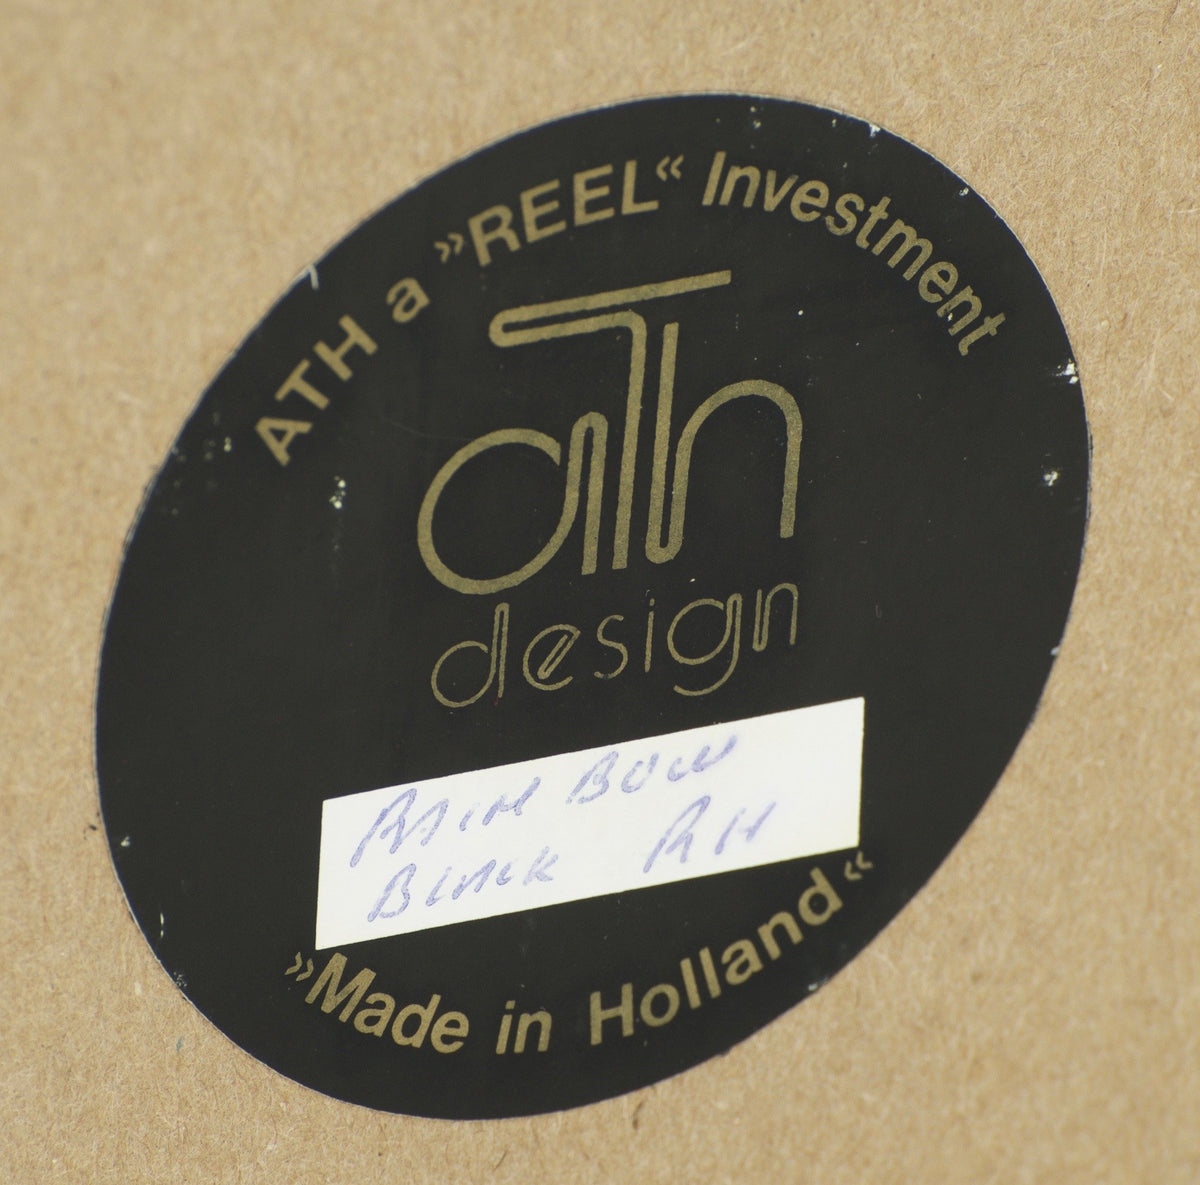 ATH a »REEL« Investment
aTh
design
RAIN BOW
BLACK RH
»Made in Holland«